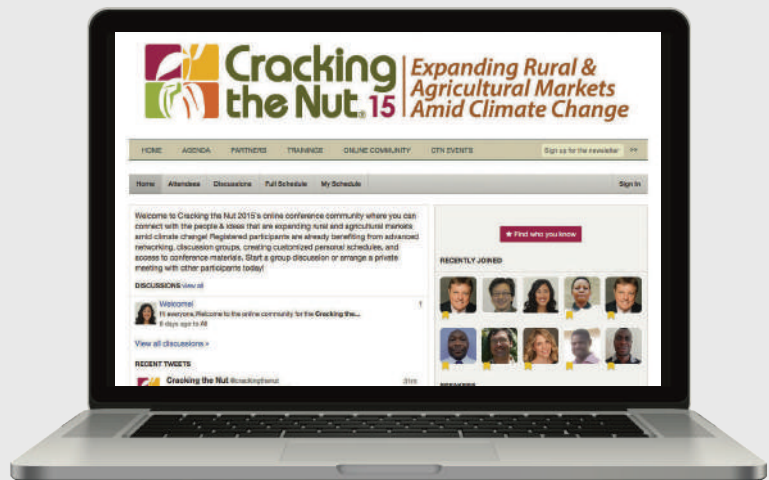 Cracking
the Nut® 15
Expanding Rural &
Agricultural Markets
Amid Climate Change
HOME AGENDA PARTNERS TRAININGS ONLINE COMMUNITY CTN EVENTS Sign up for the newsletter >>
Home Attendees Discussions Full Schedule My Schedule Sign In
Welcome to Cracking the Nut 2015's online conference community where you can
connect with the people & ideas that are expanding rural and agricultural markets
amid climate change! Registered participants are already benefiting from advanced
networking, discussion groups, creating customized personal schedules, and
access to conference materials. Start a group discussion or arrange a private
meeting with other participants today!
DISCUSSIONS view all
Welcome! 1
Hi everyone, Welcome to the online community for the Cracking the...
6 days ago to All
View all discussions »
RECENT TWEETS
Cracking the Nut @crackingthenut
★ Find who you know
RECENTLY JOINED
SPEAKERS